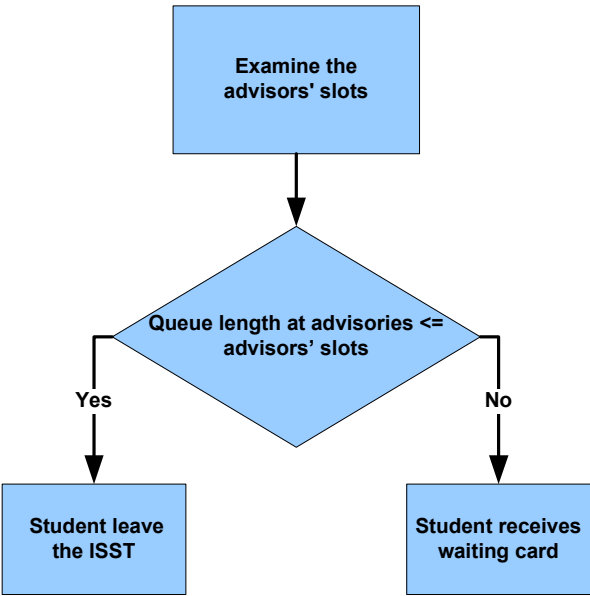 Examine the
advisors' slots
Queue length at advisories <=
advisors’ slots
Yes
No
Student leave
the ISST
Student receives
waiting card